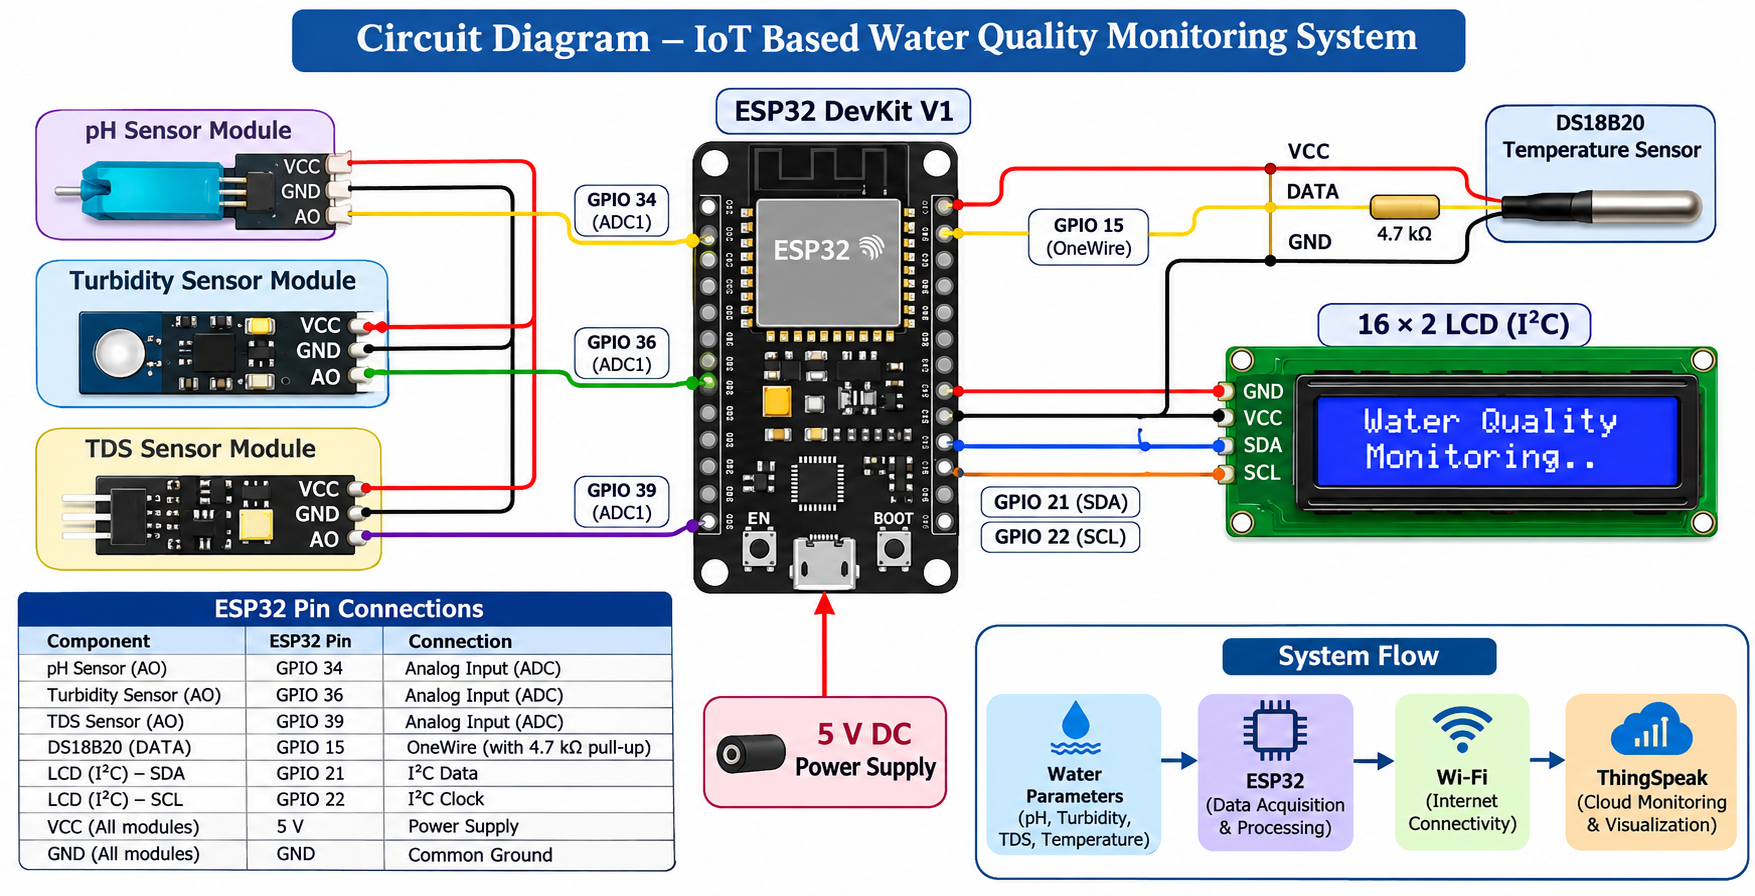 Circuit Diagram – IoT Based Water Quality Monitoring System
pH Sensor Module
VCC
GND
AO
Turbidity Sensor Module
VCC
GND
AO
TDS Sensor Module
VCC
GND
AO
GPIO 34
(ADC1)
GPIO 36
(ADC1)
GPIO 39
(ADC1)
ESP32 DevKit V1
ESP32
EN
BOOT
GPIO 15
(OneWire)
VCC
DATA
GND
4.7 kΩ
DS18B20
Temperature Sensor
16 × 2 LCD (I²C)
GND
VCC
SDA
SCL
Water Quality
Monitoring..
GPIO 21 (SDA)
GPIO 22 (SCL)
5 V DC
Power Supply
ESP32 Pin Connections
Component ESP32 Pin Connection
pH Sensor (AO) GPIO 34 Analog Input (ADC)
Turbidity Sensor (AO) GPIO 36 Analog Input (ADC)
TDS Sensor (AO) GPIO 39 Analog Input (ADC)
DS18B20 (DATA) GPIO 15 OneWire (with 4.7 kΩ pull-up)
LCD (I²C) – SDA GPIO 21 I²C Data
LCD (I²C) – SCL GPIO 22 I²C Clock
VCC (All modules) 5 V Power Supply
GND (All modules) GND Common Ground
System Flow
Water
Parameters
(pH, Turbidity,
TDS, Temperature)
ESP32
(Data Acquisition
& Processing)
Wi-Fi
(Internet
Connectivity)
ThingSpeak
(Cloud Monitoring
& Visualization)